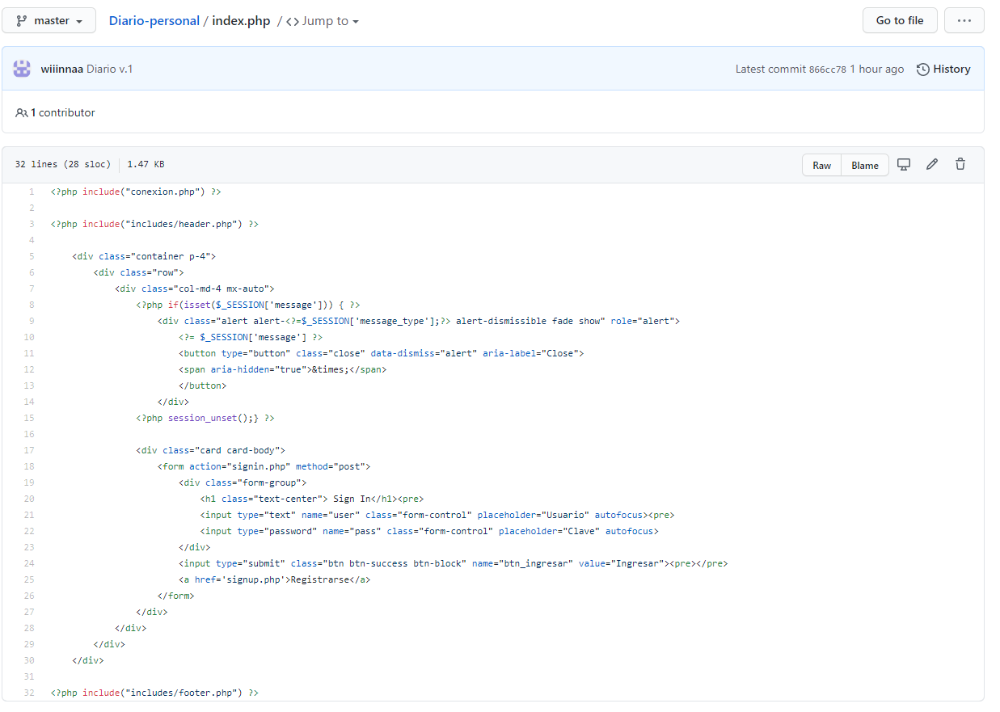 master
Diario-personal / index.php / <> Jump to
Go to file
...
wiiinnaa Diario v.1
Latest commit 866cc78 1 hour ago
History
1 contributor
32 lines (28 sloc) 1.47 KB
Raw Blame
1 <?php include("conexion.php") ?>
2
3 <?php include("includes/header.php") ?>
4
5 <div class="container p-4">
6 <div class="row">
7 <div class="col-md-4 mx-auto">
8 <?php if(isset($_SESSION['message'])) { ?>
9 <div class="alert alert-<?=$_SESSION['message_type'];?> alert-dismissible fade show" role="alert">
10 <?= $_SESSION['message'] ?>
11 <button type="button" class="close" data-dismiss="alert" aria-label="Close">
12 <span aria-hidden="true">&times;</span>
13 </button>
14 </div>
15 <?php session_unset();} ?>
16
17 <div class="card card-body">
18 <form action="signin.php" method="post">
19 <div class="form-group">
20 <h1 class="text-center"> Sign In</h1><pre>
21 <input type="text" name="user" class="form-control" placeholder="Usuario" autofocus><pre>
22 <input type="password" name="pass" class="form-control" placeholder="Clave" autofocus>
23 </div>
24 <input type="submit" class="btn btn-success btn-block" name="btn_ingresar" value="Ingresar"><pre></pre>
25 <a href='signup.php'>Registrarse</a>
26 </form>
27 </div>
28 </div>
29 </div>
30 </div>
31
32 <?php include("includes/footer.php") ?>